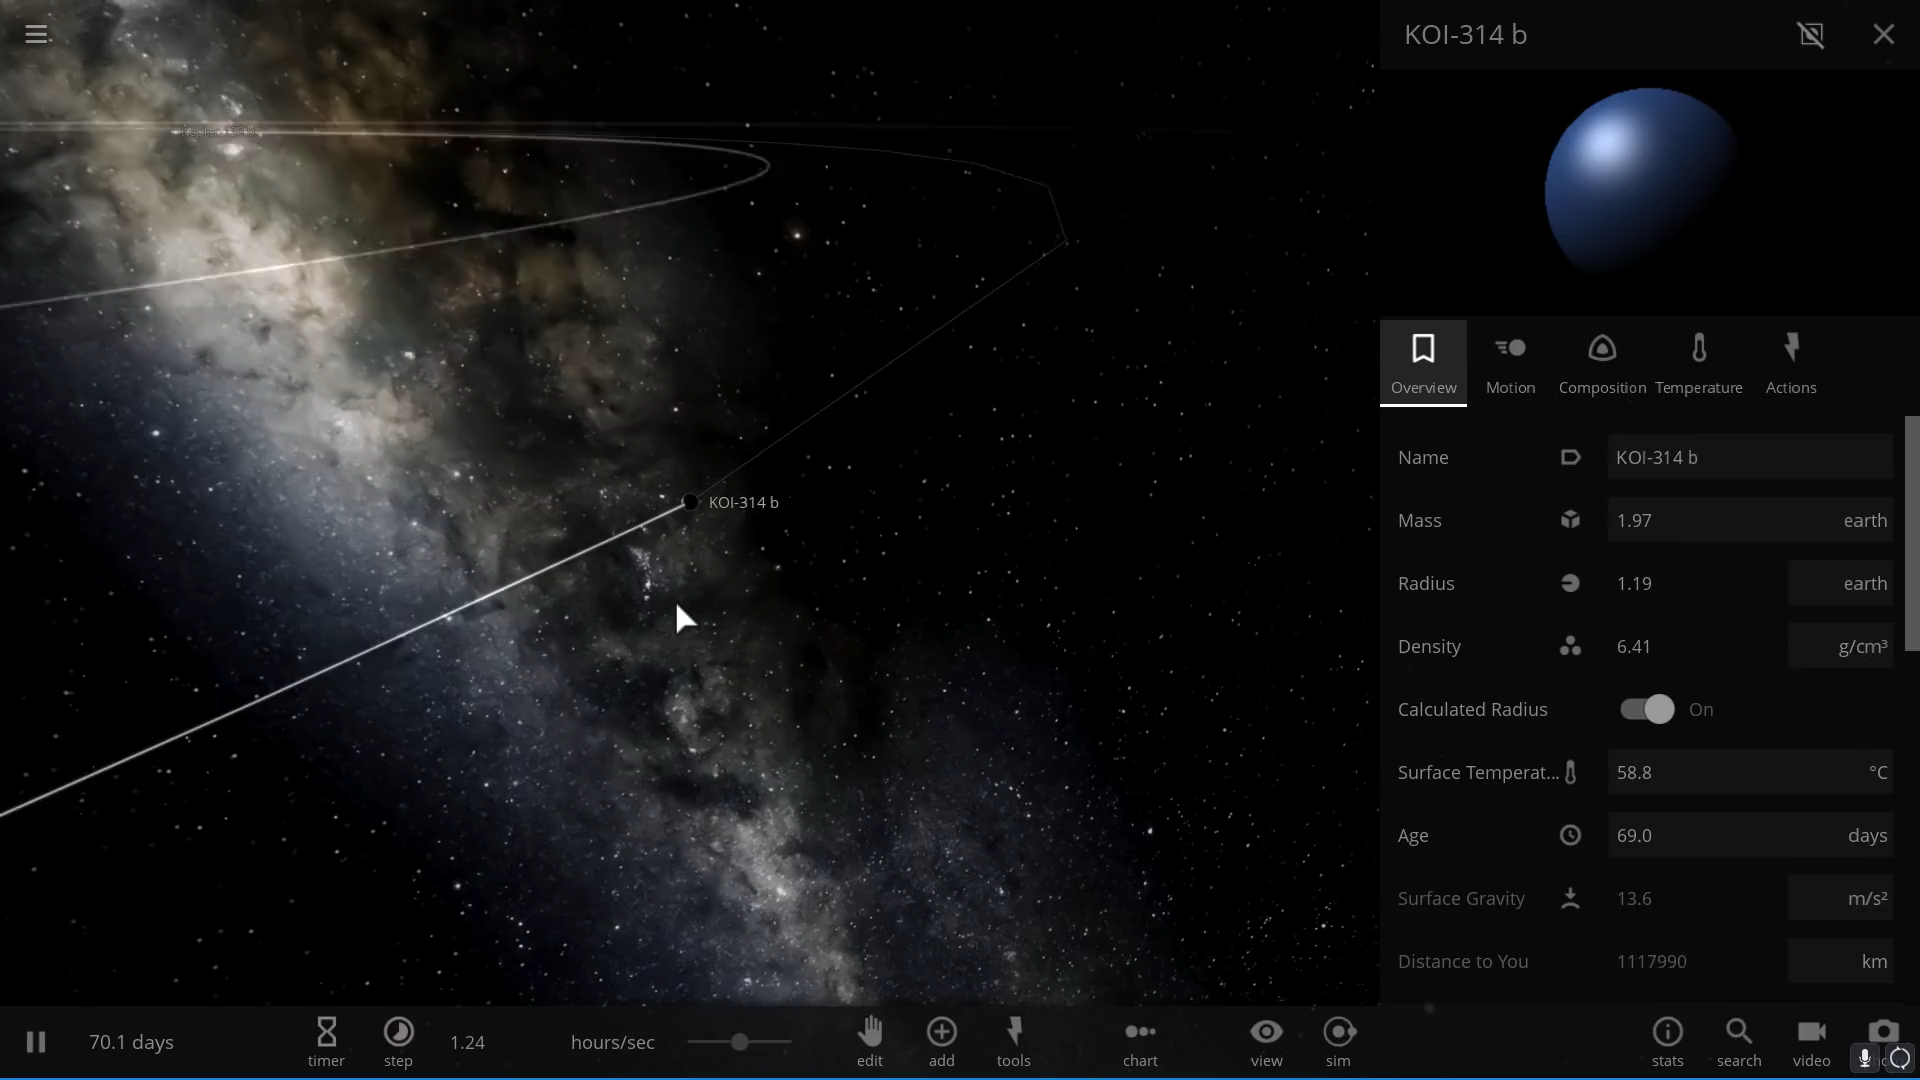 KOI-314 b
Overview
Motion
Composition
Temperature
Actions
KOI-314 b
Name KOI-314 b
Mass 1.97 earth
Radius 1.19 earth
Density 6.41 g/cm³
Calculated Radius On
Surface Temperat... 58.8 °C
Age 69.0 days
Surface Gravity 13.6 m/s²
Distance to You 1117990 km
70.1 days
timer
step
1.24 hours/sec
edit
add
tools
chart
view
sim
stats
search
video